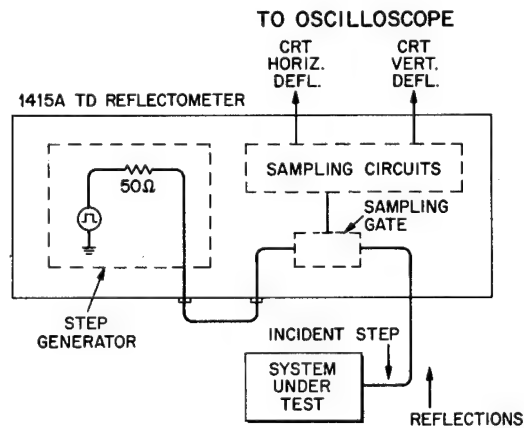 TO OSCILLOSCOPE
CRT
HORIZ.
DEFL.
CRT
VERT.
DEFL.
1415A TD REFLECTOMETER
50Ω
SAMPLING CIRCUITS
SAMPLING
GATE
STEP
GENERATOR
INCIDENT STEP
SYSTEM
UNDER
TEST
REFLECTIONS